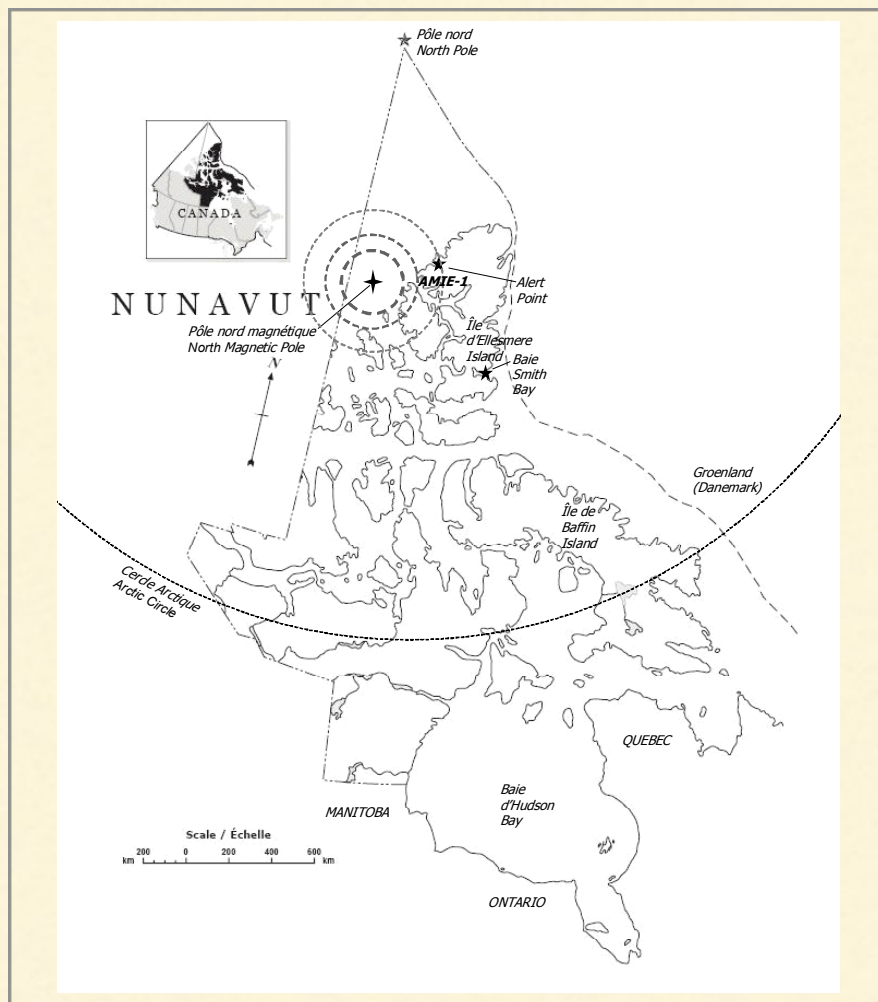 Pôle nord
North Pole
CANADA
NUNAVUT
AMIE-1
Alert
Point
Pôle nord magnétique
North Magnetic Pole
Île
d'Ellesmere
Island
Baie
Smith
Bay
N
Groenland
(Danemark)
Île de
Baffin
Island
Cercle Arctique
Arctic Circle
QUEBEC
MANITOBA
Baie
d'Hudson
Bay
Scale / Échelle
km 200 0 200 400 600 km
ONTARIO